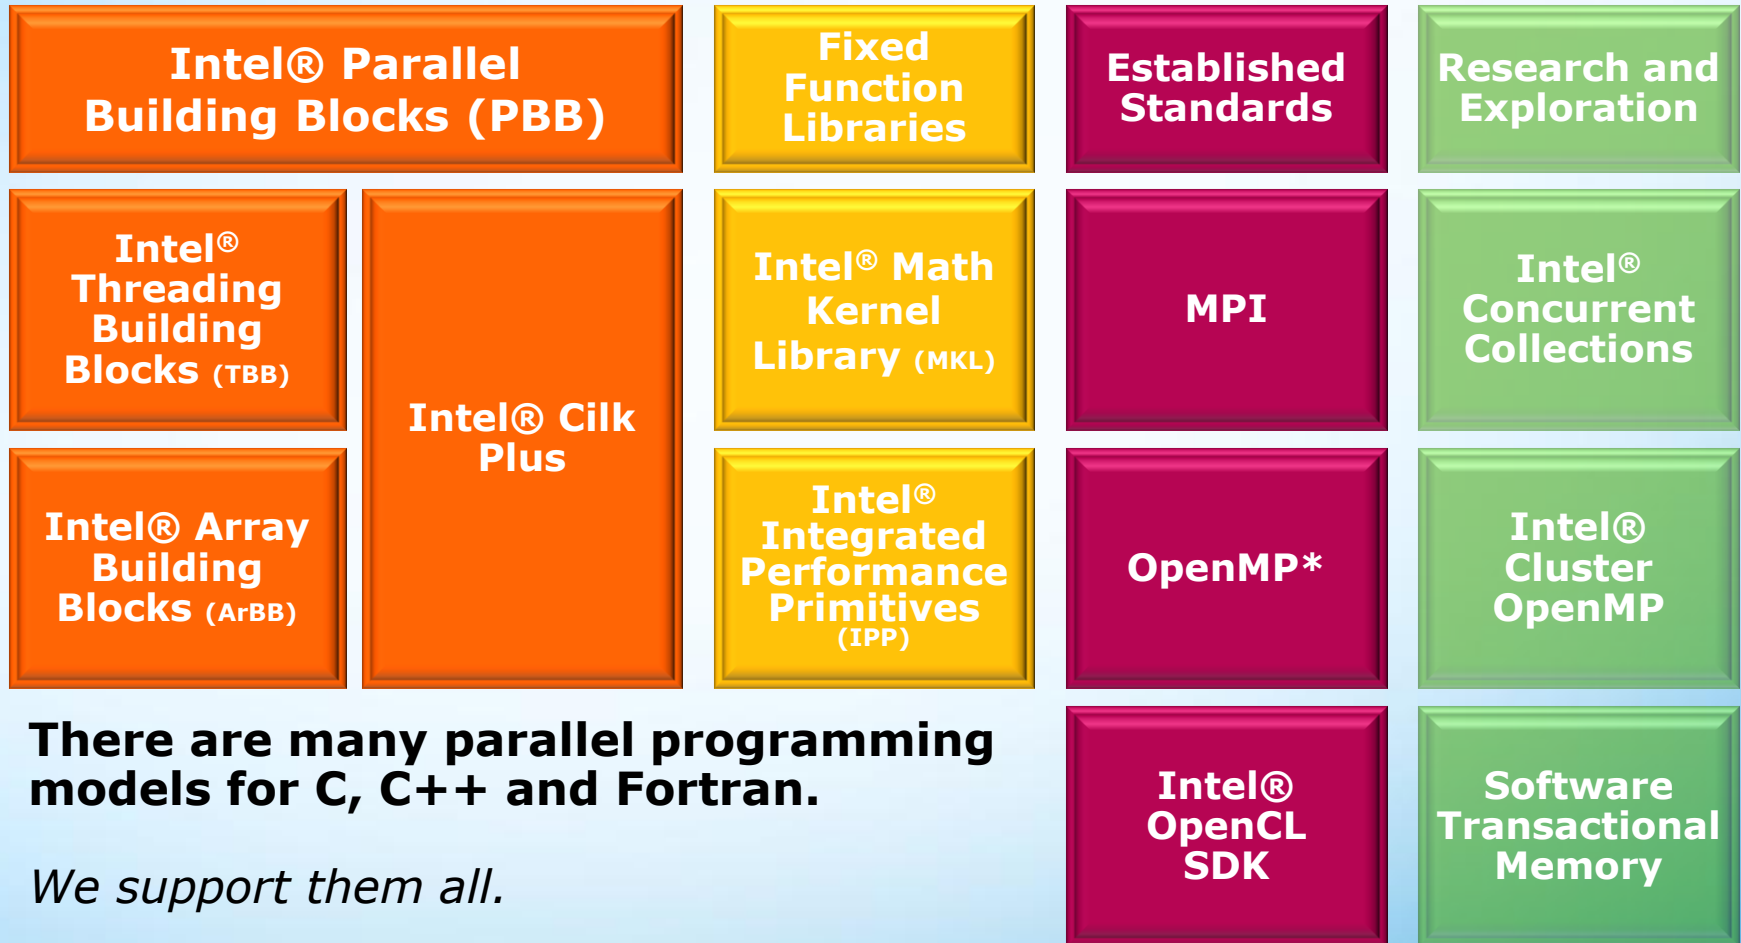 Intel® Parallel
Building Blocks (PBB)
Fixed
Function
Libraries
Established
Standards
Research and
Exploration
Intel®
Threading
Building
Blocks (TBB)
Intel® Cilk
Plus
Intel® Math
Kernel
Library (MKL)
MPI
Intel®
Concurrent
Collections
Intel® Array
Building
Blocks (ArBB)
Intel®
Integrated
Performance
Primitives
(IPP)
OpenMP*
Intel®
Cluster
OpenMP
There are many parallel programming
models for C, C++ and Fortran.
We support them all.
Intel®
OpenCL
SDK
Software
Transactional
Memory